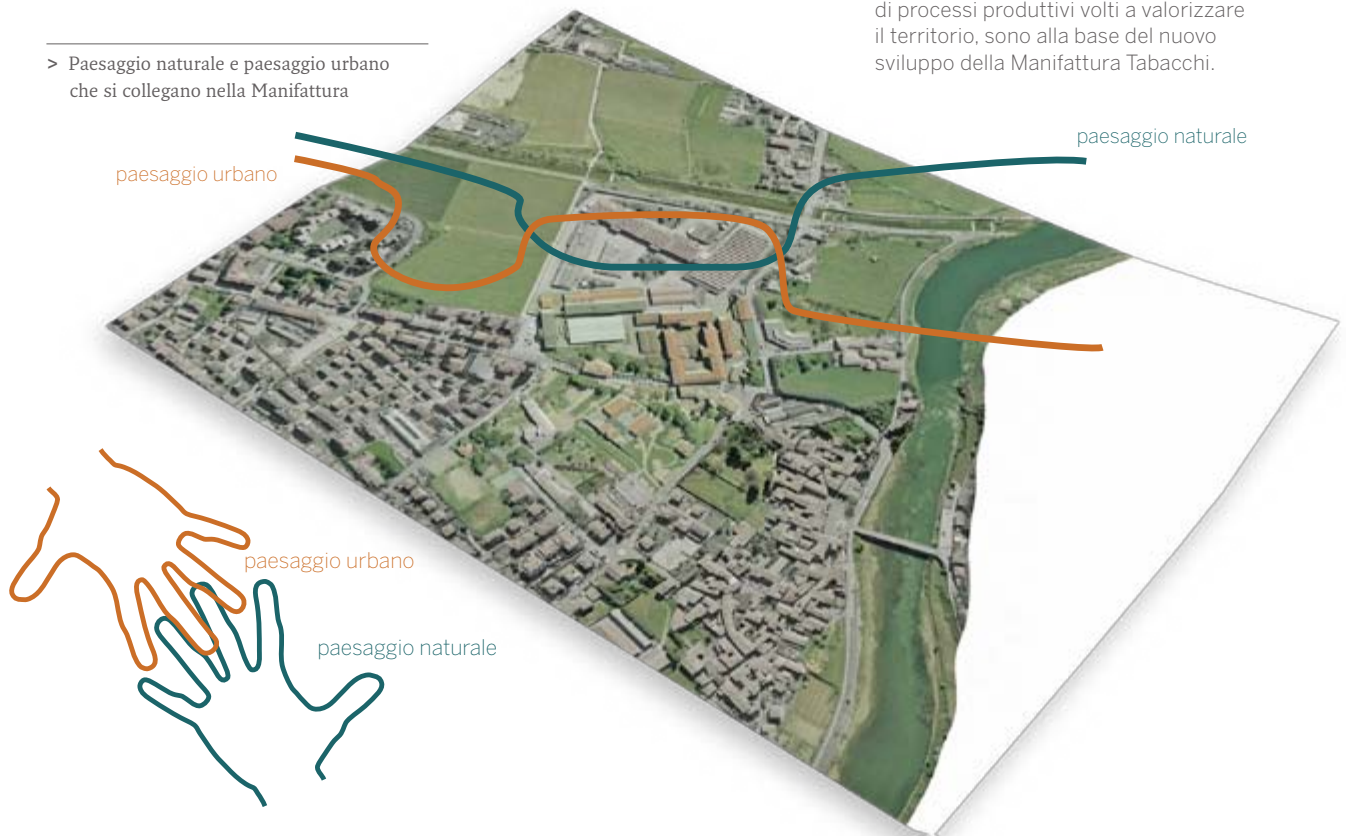 di processi produttivi volti a valorizzare
il territorio, sono alla base del nuovo
sviluppo della Manifattura Tabacchi.
> Paesaggio naturale e paesaggio urbano
che si collegano nella Manifattura
paesaggio naturale
paesaggio urbano
paesaggio urbano
paesaggio naturale